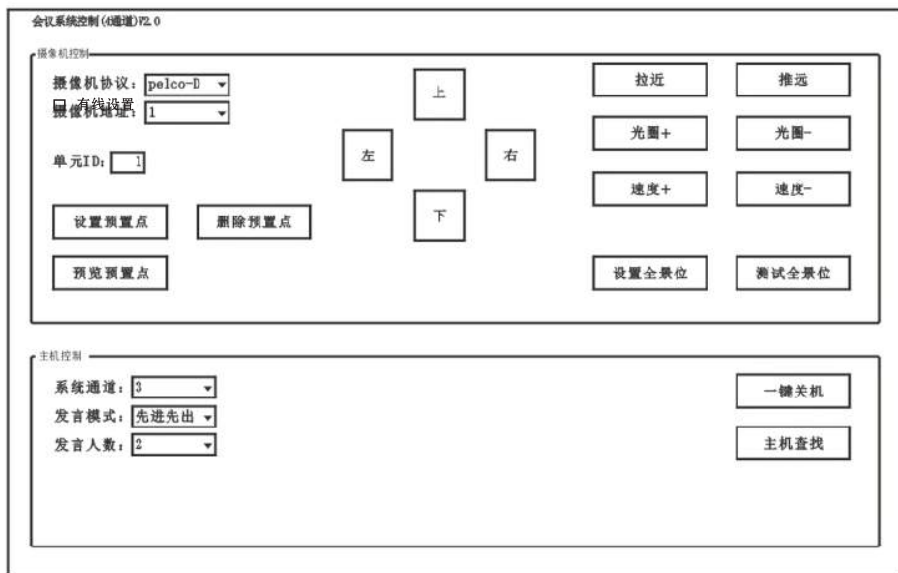 会议系统控制(4通道)V2.0
摄像机控制
摄像机协议: pelco-D
有线设置
摄像机地址: 1
单元ID: 1
设置预置点 删除预置点
预览预置点
上
左 右
下
拉近 推远
光圈+ 光圈-
速度+ 速度-
设置全景位 测试全景位
主机控制
系统通道: 3
发言模式: 先进先出
发言人数: 2
一键关机
主机查找